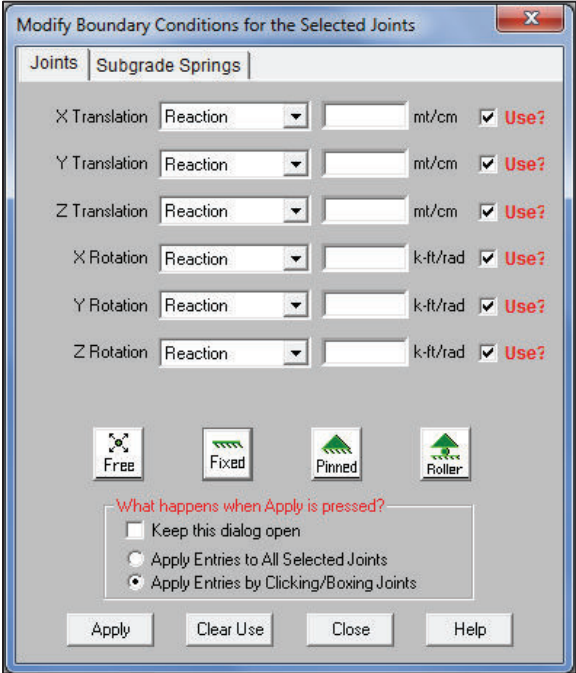 Modify Boundary Conditions for the Selected Joints
Joints Subgrade Springs
X Translation Reaction mt/cm Use?
Y Translation Reaction mt/cm Use?
Z Translation Reaction mt/cm Use?
X Rotation Reaction k-ft/rad Use?
Y Rotation Reaction k-ft/rad Use?
Z Rotation Reaction k-ft/rad Use?
Free Fixed Pinned Roller
What happens when Apply is pressed?
Keep this dialog open
Apply Entries to All Selected Joints
Apply Entries by Clicking/Boxing Joints
Apply Clear Use Close Help